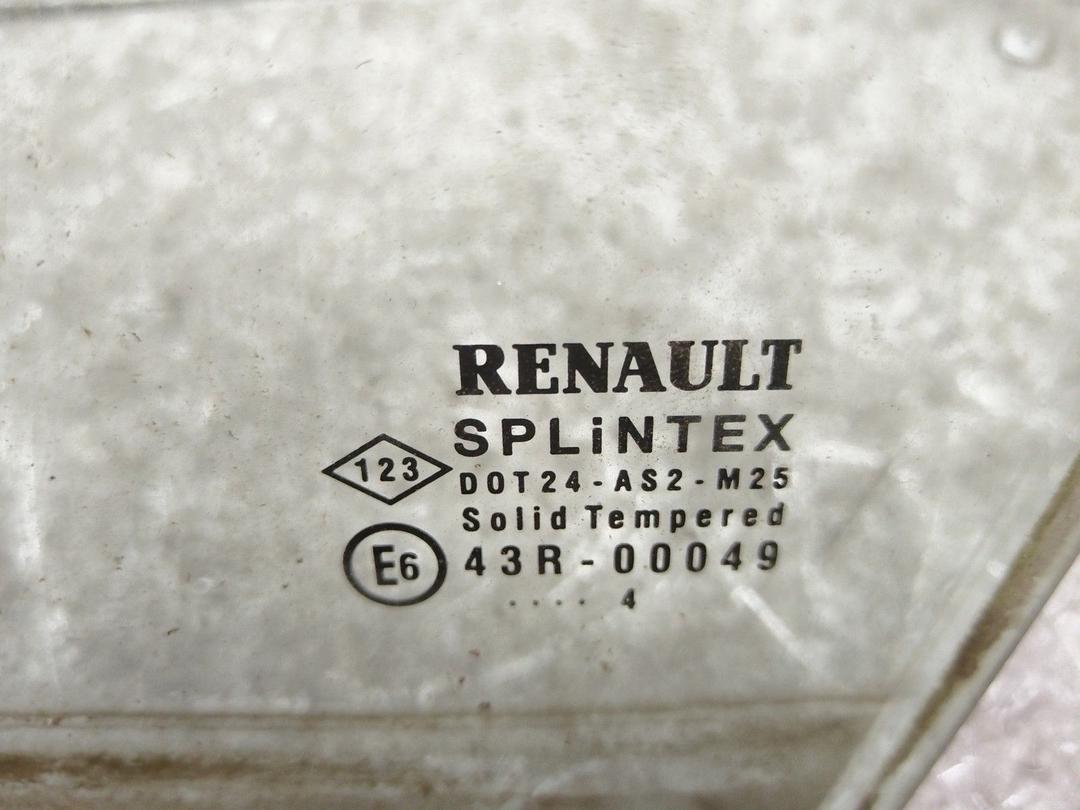 RENAULT
SPLiNTEX
123
DOT24-AS2-M25
Solid Tempered
E6 43R-00049
.... 4